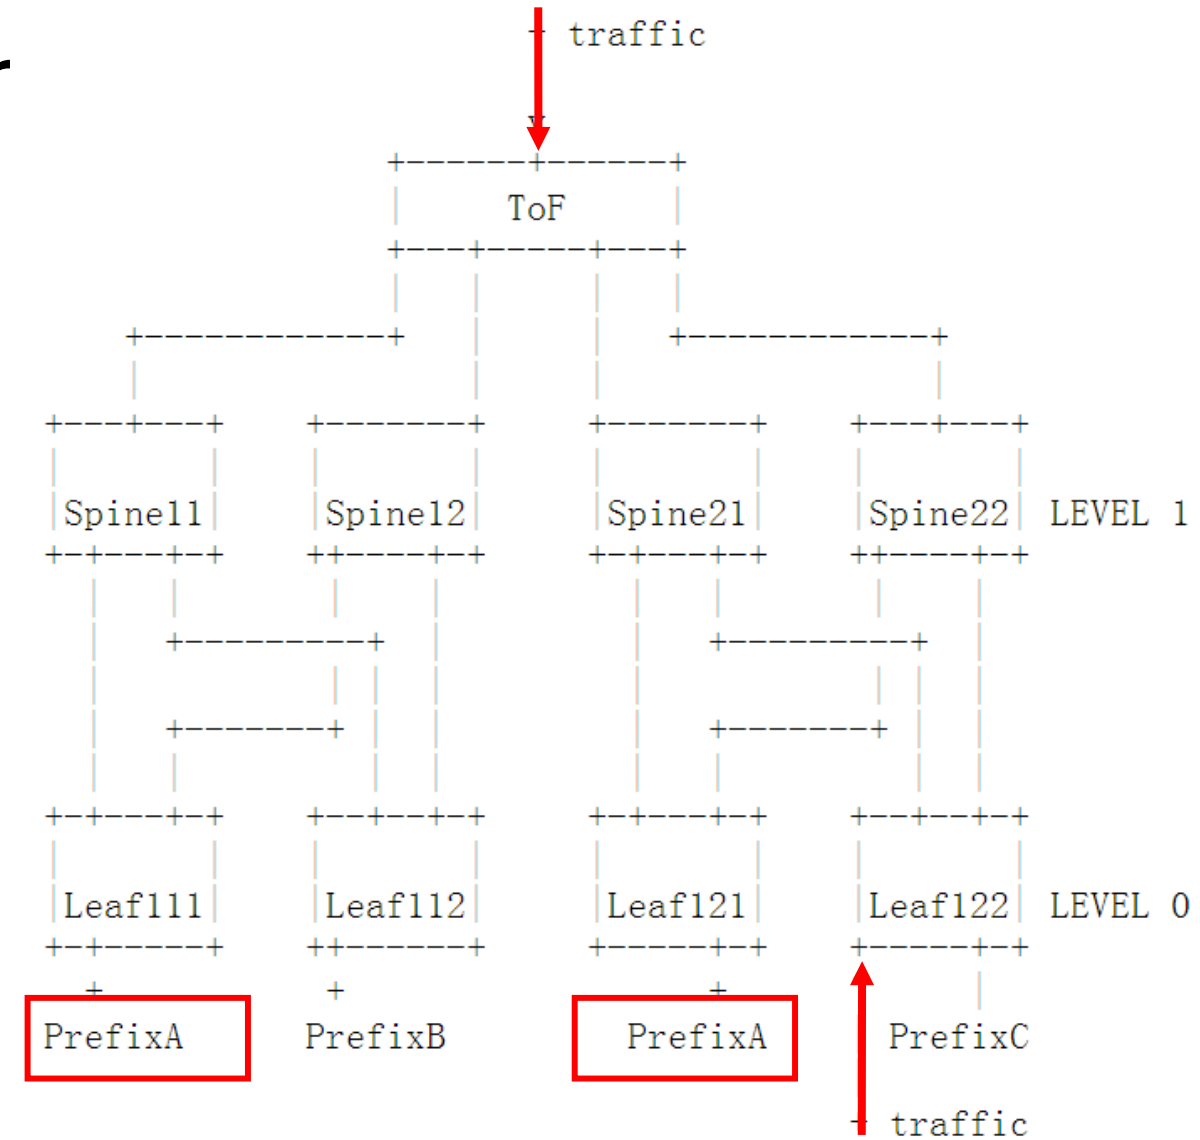 traffic
ToF
Spine11 Spine12 Spine21 Spine22 LEVEL 1
Leaf111 Leaf112 Leaf121 Leaf122 LEVEL 0
PrefixA PrefixB PrefixA PrefixC
traffic